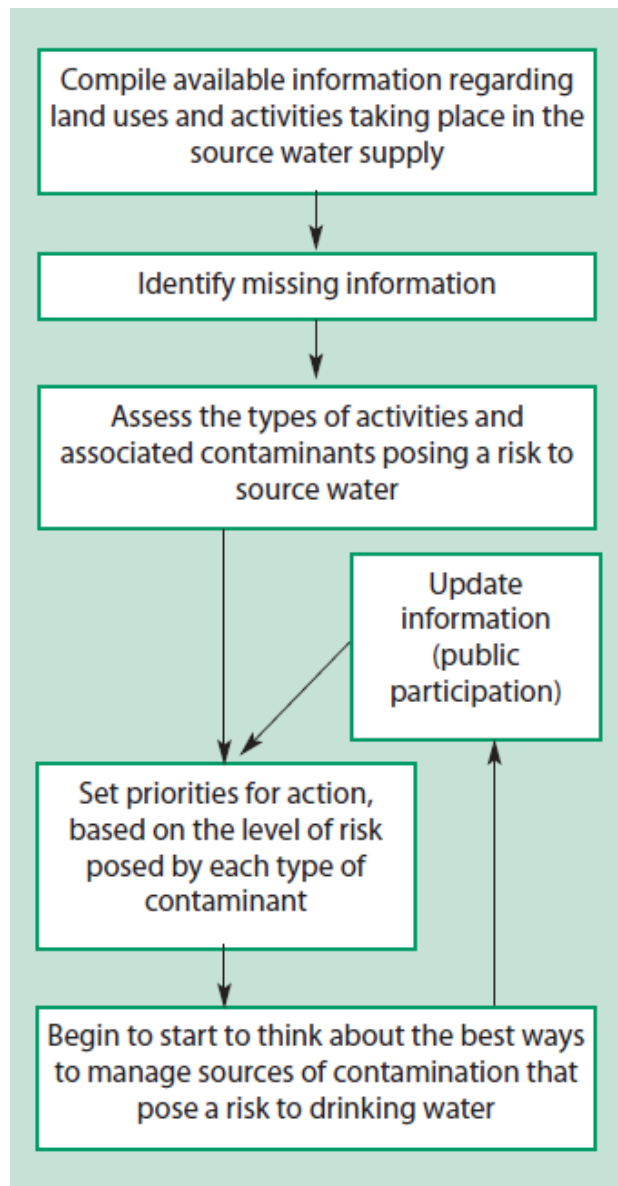 Compile available information regarding
land uses and activities taking place in the
source water supply
Identify missing information
Assess the types of activities and
associated contaminants posing a risk to
source water
Update
information
(public
participation)
Set priorities for action,
based on the level of risk
posed by each type of
contaminant
Begin to start to think about the best ways
to manage sources of contamination that
pose a risk to drinking water